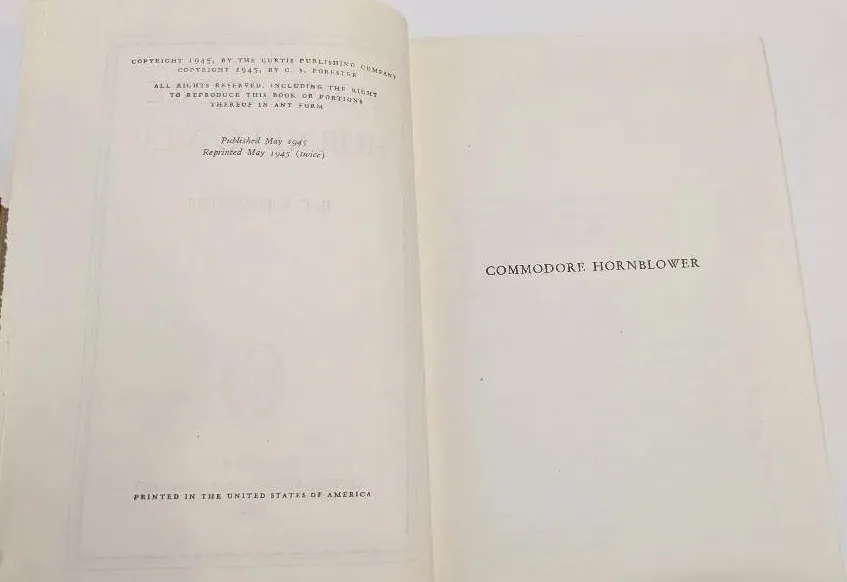 COPYRIGHT 1945, BY THE CURTIS PUBLISHING COMPANY
COPYRIGHT 1945, BY C. S. FORESTER
ALL RIGHTS RESERVED, INCLUDING THE RIGHT
TO REPRODUCE THIS BOOK OR PORTIONS
THEREOF IN ANY FORM
Published May 1945
Reprinted May 1945 (twice)
PRINTED IN THE UNITED STATES OF AMERICA
COMMODORE HORNBLOWER